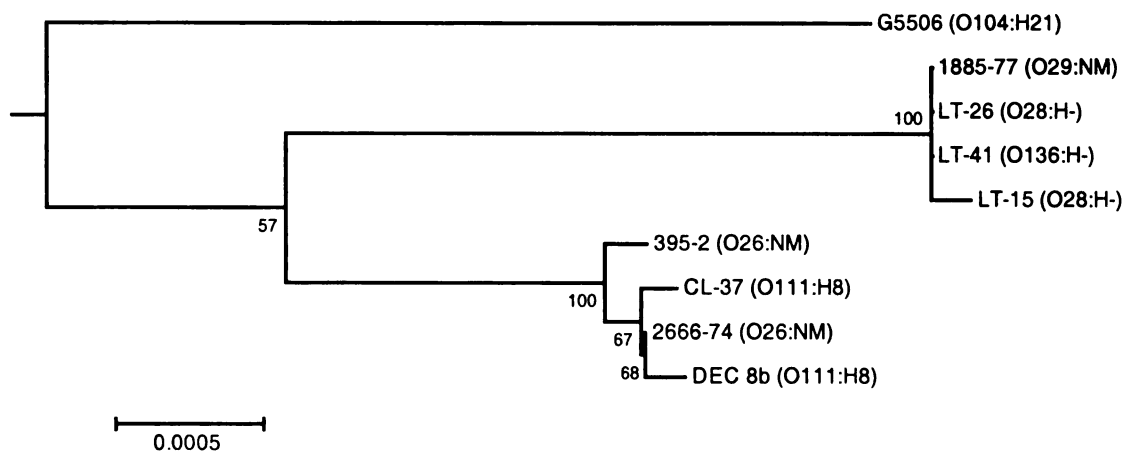 G5506 (O104:H21)
1885-77 (O29:NM)
100
LT-26 (O28:H-)
LT-41 (O136:H-)
LT-15 (O28:H-)
57
395-2 (O26:NM)
CL-37 (O111:H8)
100
2666-74 (O26:NM)
67
68
DEC 8b (O111:H8)
0.0005